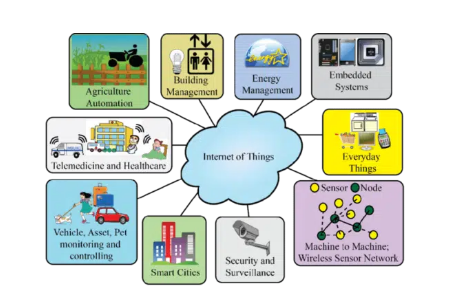 Agriculture
Automation
Building
Management
Energy
Management
Embedded
Systems
Telemedicine and Healthcare
Internet of Things
Everyday
Things
Sensor
Node
Vehicle, Asset, Pet
monitoring and
controlling
Smart Cities
Security and
Surveillance
Machine to Machine;
Wireless Sensor Network